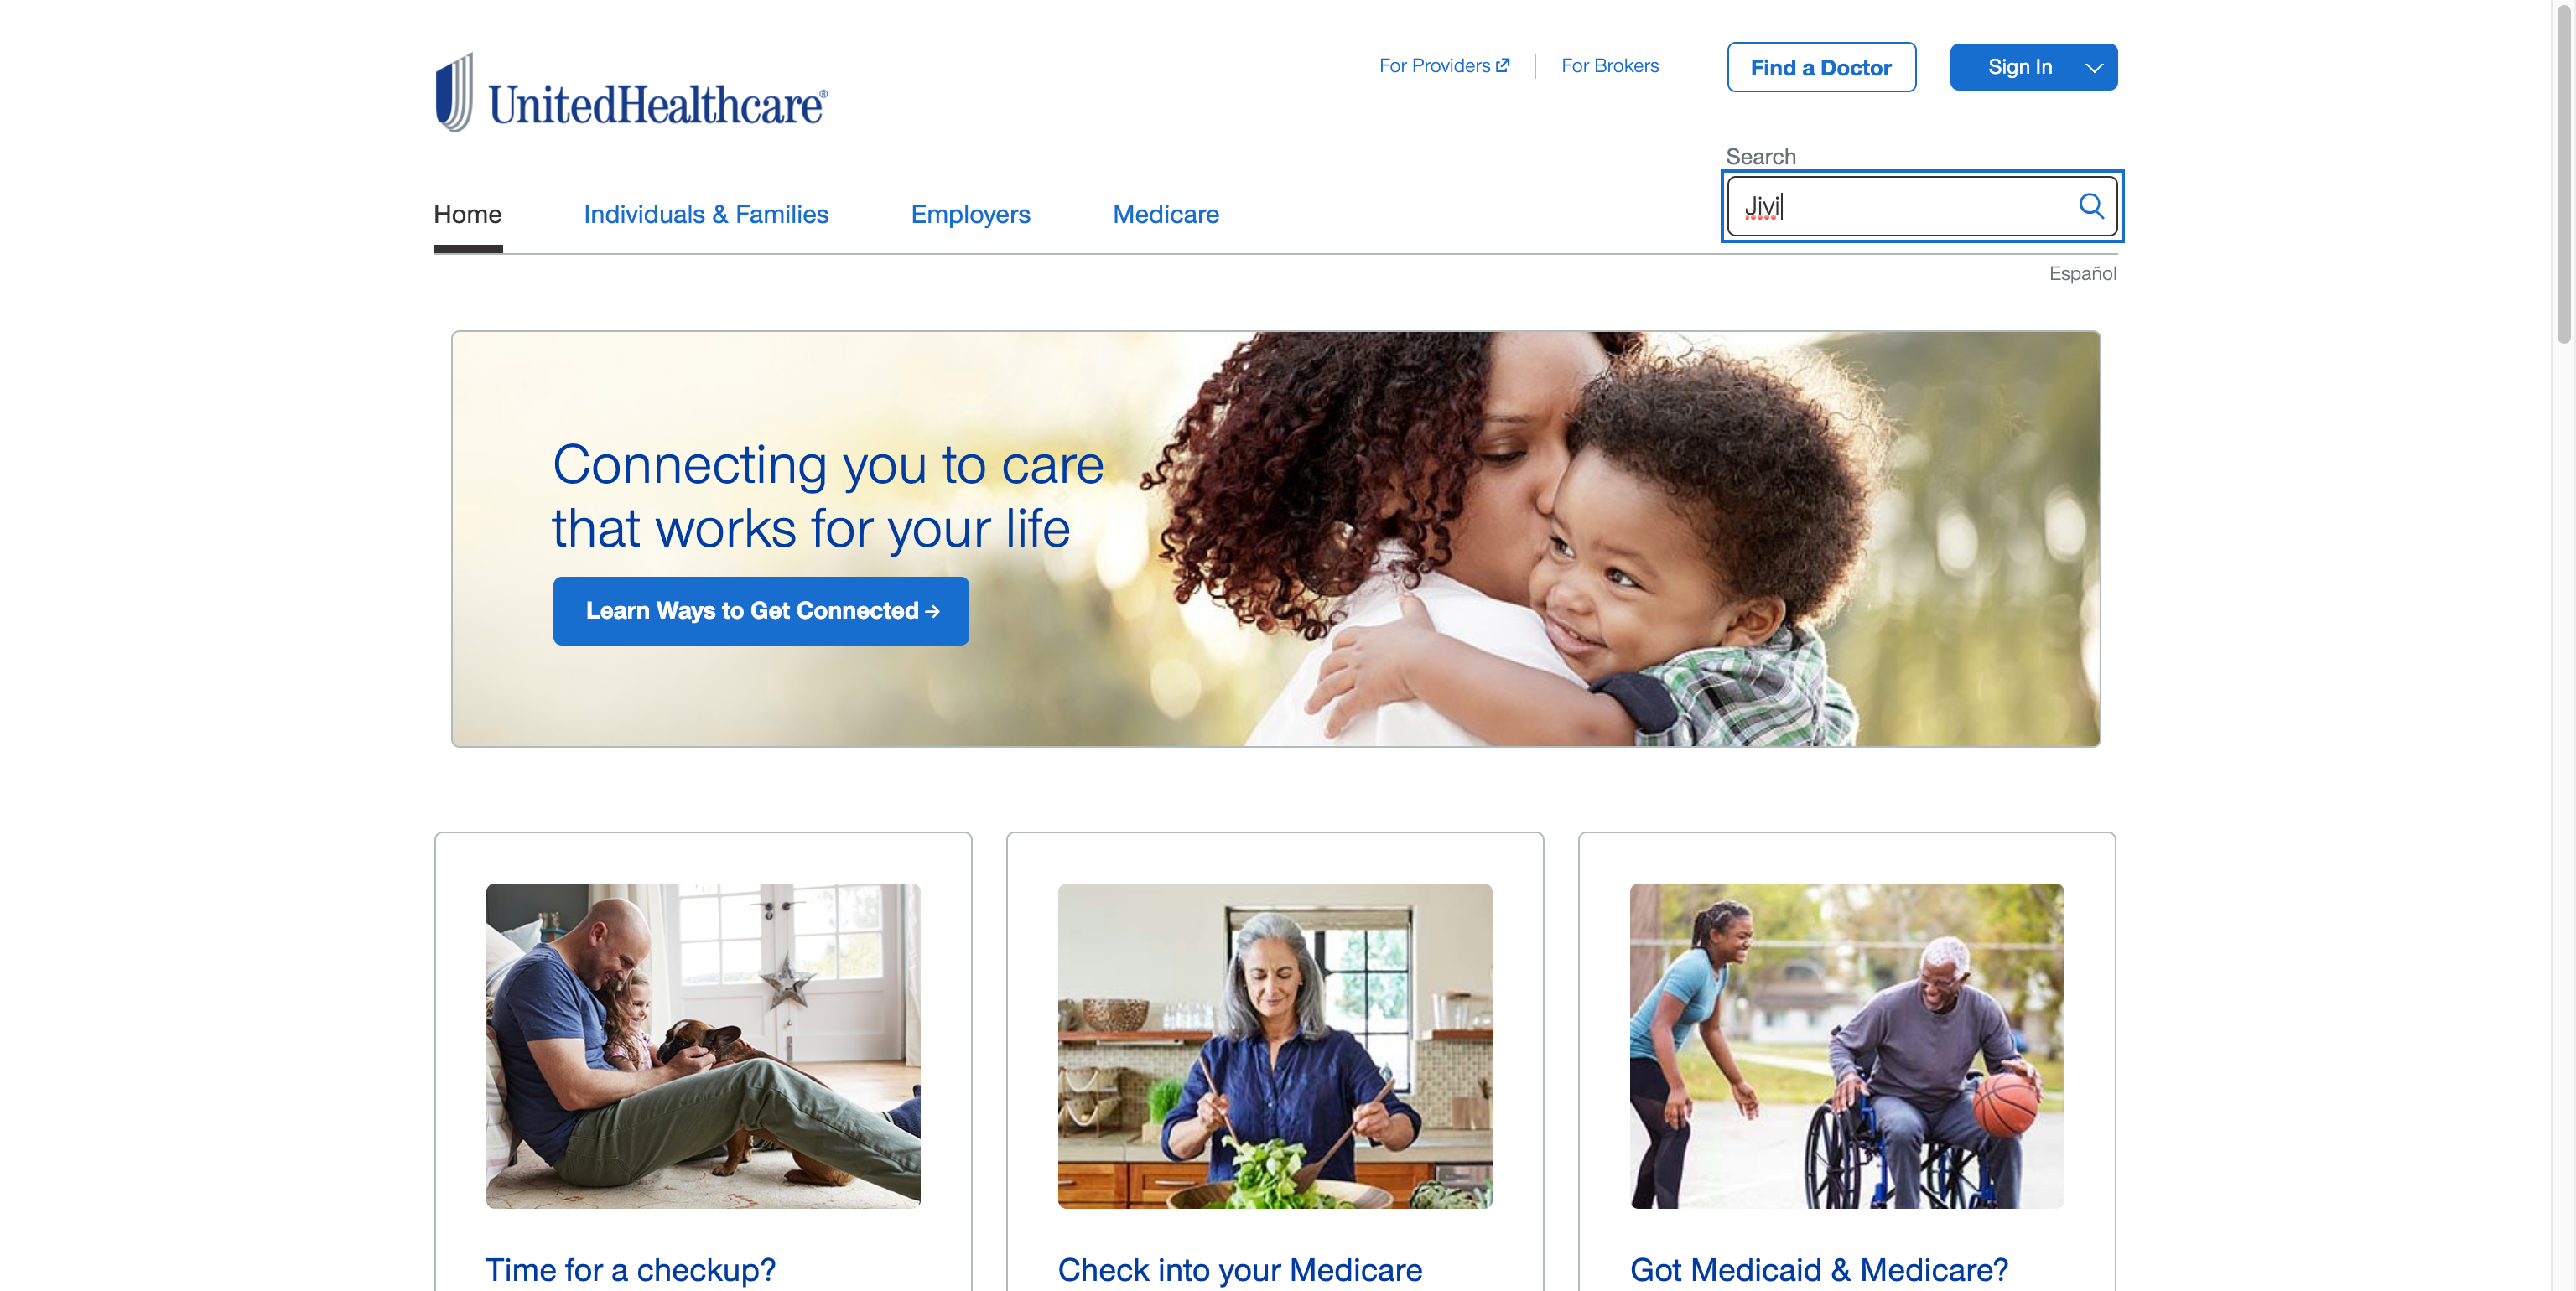 UnitedHealthcare®
For Providers
For Brokers
Find a Doctor
Sign In
Search
Jivi
Home
Individuals & Families
Employers
Medicare
Español
Connecting you to care
that works for your life
Learn Ways to Get Connected →
Time for a checkup?
Check into your Medicare
Got Medicaid & Medicare?